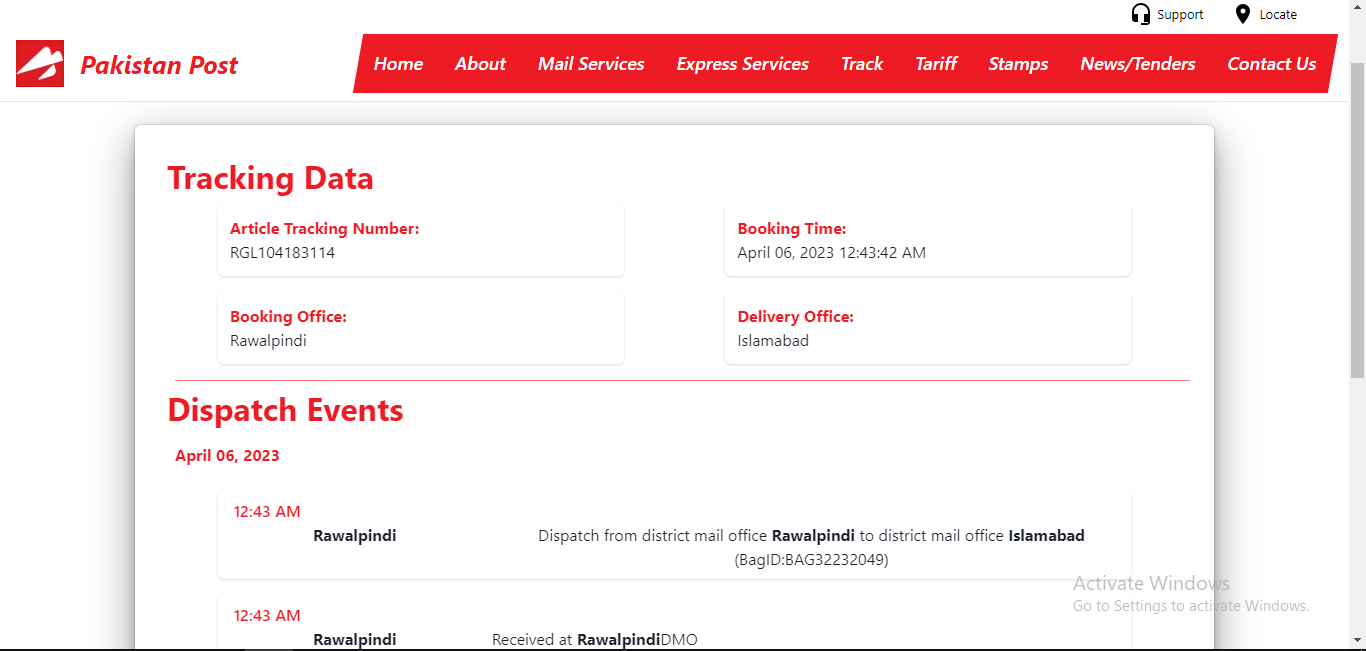 Support Locate
Pakistan Post
Home About Mail Services Express Services Track Tariff Stamps News/Tenders Contact Us
Tracking Data
Article Tracking Number:
RGL104183114
Booking Time:
April 06, 2023 12:43:42 AM
Booking Office:
Rawalpindi
Delivery Office:
Islamabad
Dispatch Events
April 06, 2023
12:43 AM
Rawalpindi Dispatch from district mail office Rawalpindi to district mail office Islamabad
(BagID:BAG32232049)
12:43 AM
Rawalpindi Received at RawalpindiDMO
Activate Windows
Go to Settings to activate Windows.